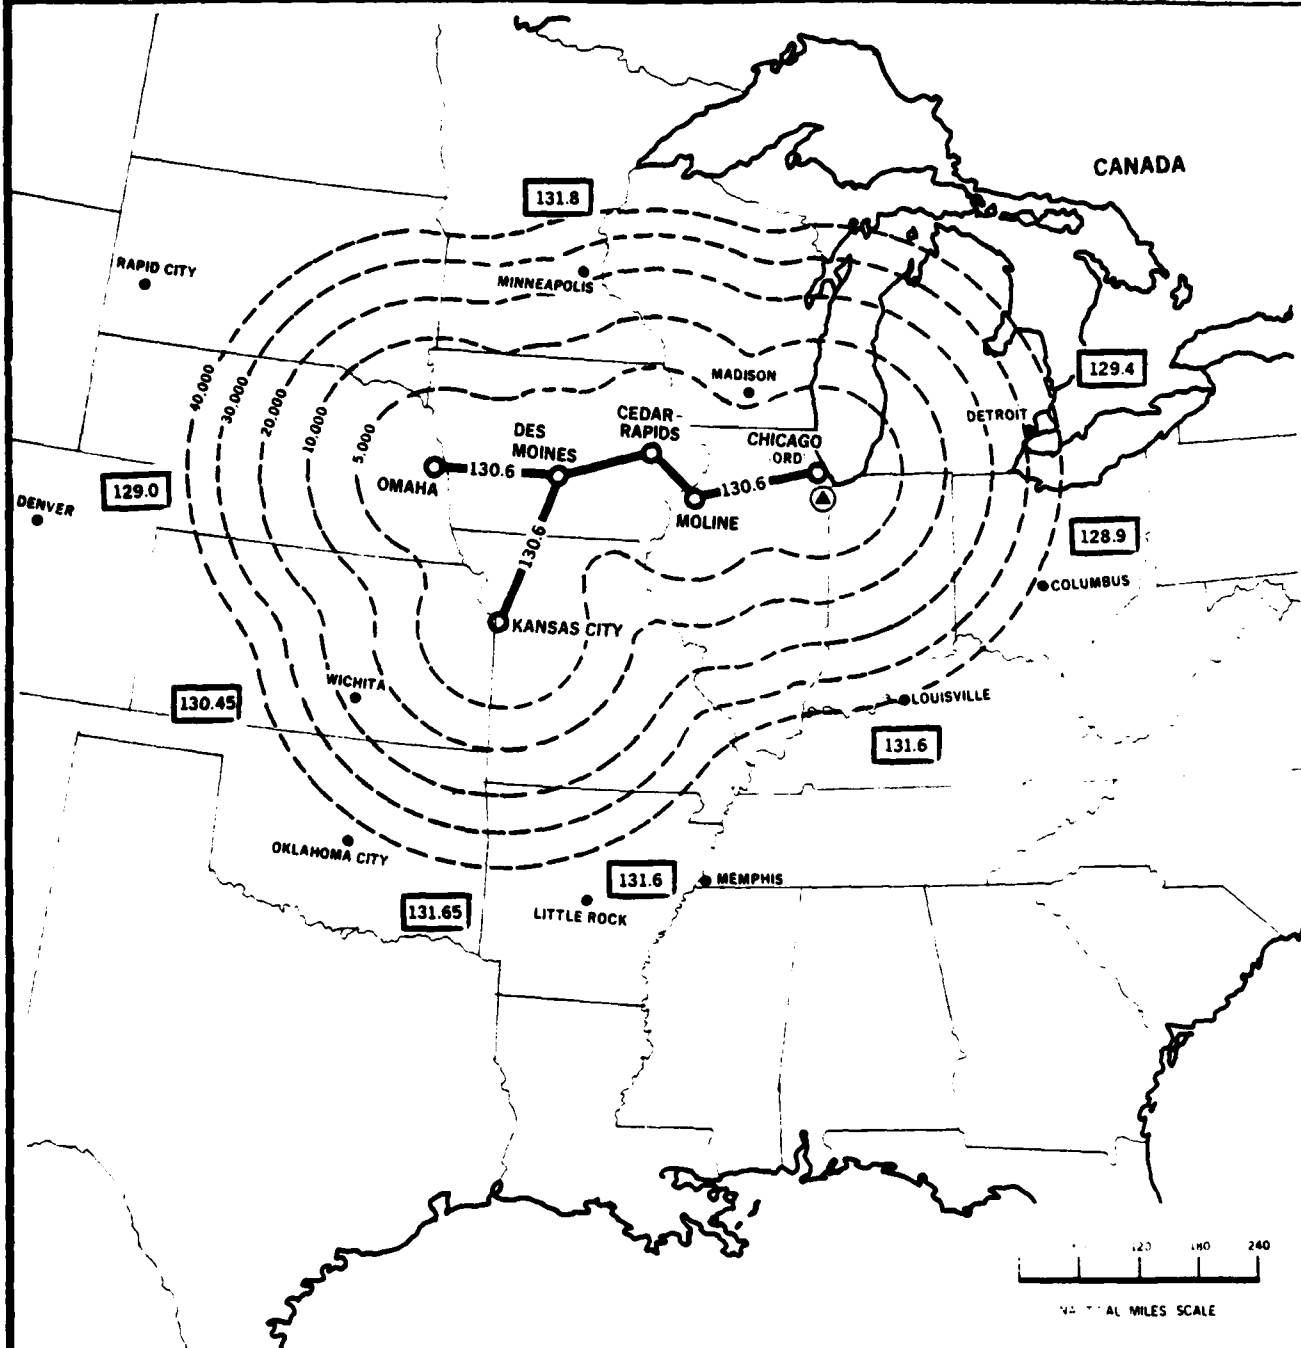 CANADA
131.8
RAPID CITY
MINNEAPOLIS
129.4
MADISON
40,000
30,000
20,000
10,000
5,000
DETROIT
CEDAR-
RAPIDS
DES
MOINES
CHICAGO
ORD
OMAHA
130.6
130.6
129.0
DENVER
MOLINE
130.6
128.9
COLUMBUS
KANSAS CITY
WICHITA
130.45
LOUISVILLE
131.6
OKLAHOMA CITY
131.6
MEMPHIS
131.65
LITTLE ROCK
120 180 240
MILES SCALE